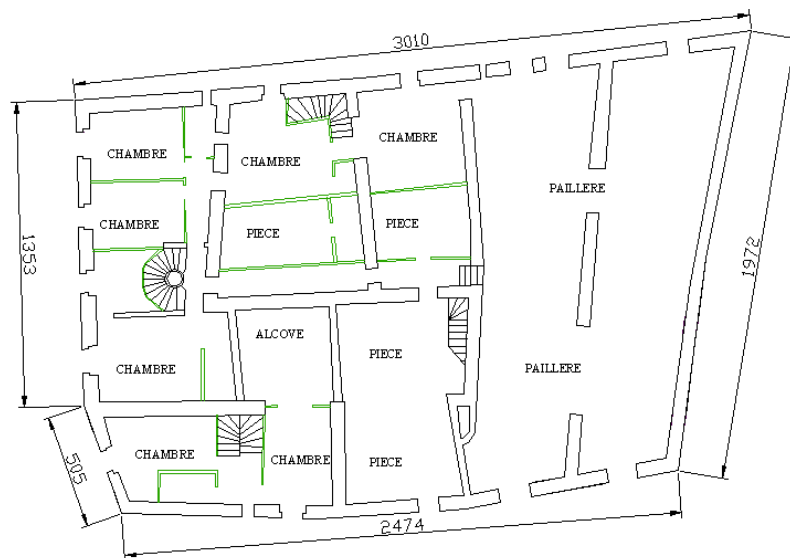 3010
CHAMBRE
CHAMBRE
CHAMBRE
PAILLERE
CHAMBRE
PIECE
PIECE
1353
1972
ALCOVE
PIECE
CHAMBRE
PAILLERE
505
CHAMBRE
CHAMBRE
PIECE
2474